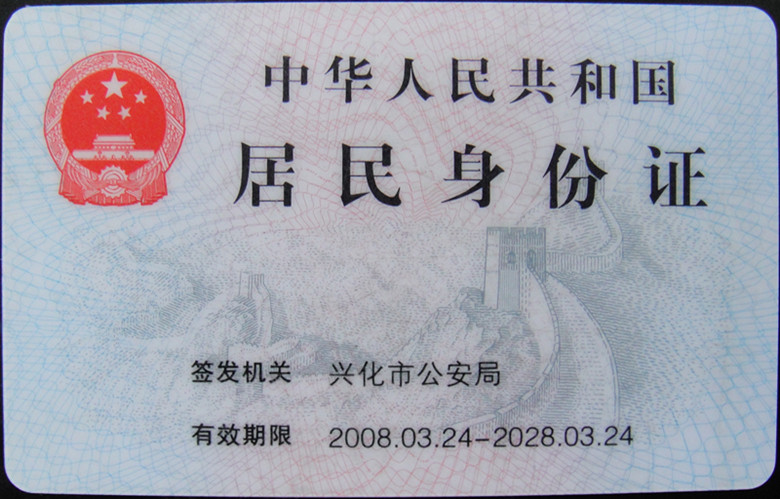 中华人民共和国
居民身份证
签发机关 兴化市公安局
有效期限 2008.03.24-2028.03.24